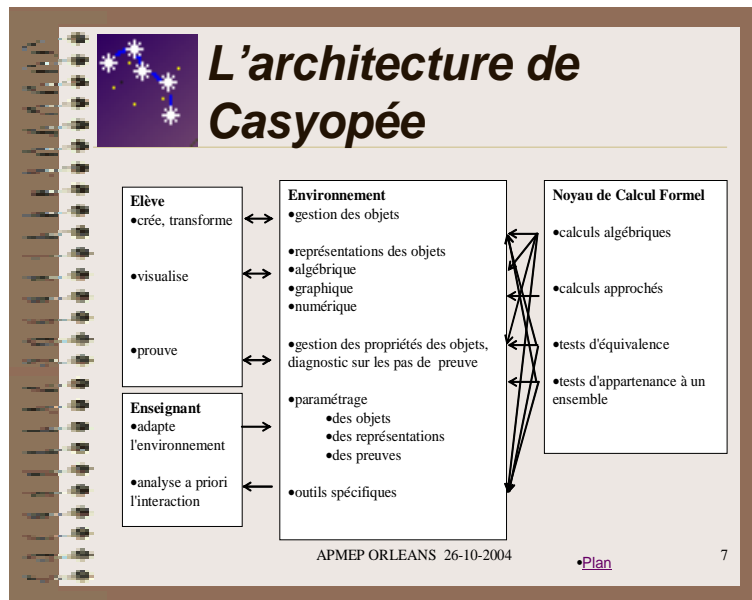 L'architecture de
Casyopée
Elève
•crée, transforme
•visualise
•prouve
Enseignant
•adapte
l'environnement
•analyse a priori
l'interaction
Environnement
•gestion des objets
•représentations des objets
•algébrique
•graphique
•numérique
•gestion des propriétés des objets,
diagnostic sur les pas de preuve
•paramétrage
•des objets
•des représentations
•des preuves
•outils spécifiques
Noyau de Calcul Formel
•calculs algébriques
•calculs approchés
•tests d'équivalence
•tests d'appartenance à un
ensemble
APMEP ORLEANS 26-10-2004
•Plan
7